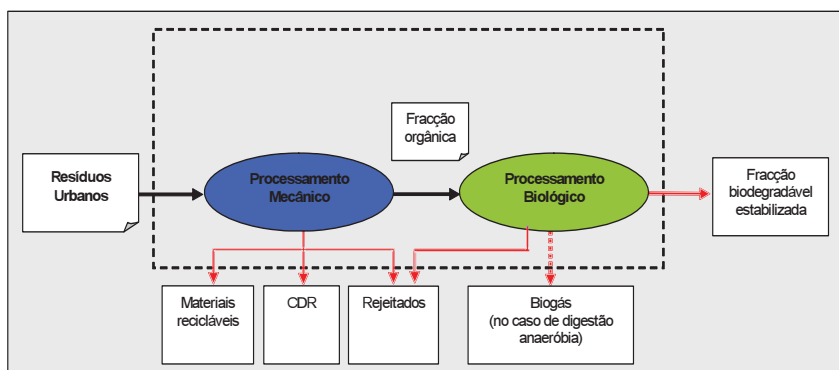 Fracção
orgânica
Resíduos
Urbanos
Processamento
Mecânico
Processamento
Biológico
Fracção
biodegradável
estabilizada
Materiais
recicláveis
CDR
Rejeitados
Biogás
(no caso de digestão
anaeróbia)